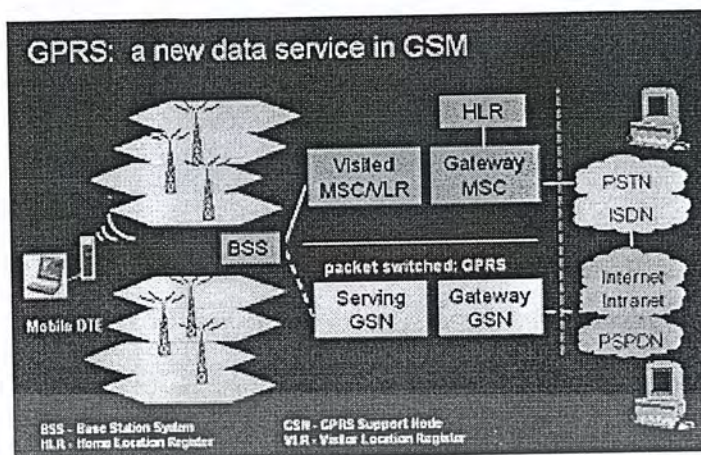 GPRS: a new data service in GSM
HLR
Visited
MSC/VLR
Gateway
MSC
PSTN
ISDN
BSS
packet switched: GPRS
Serving
GSN
Gateway
GSN
Internet
Intranet
PSPDN
Mobile DTE
BSS - Base Station System
HLR - Home Location Register
GSN - GPRS Support Node
VLR - Visitor Location Register